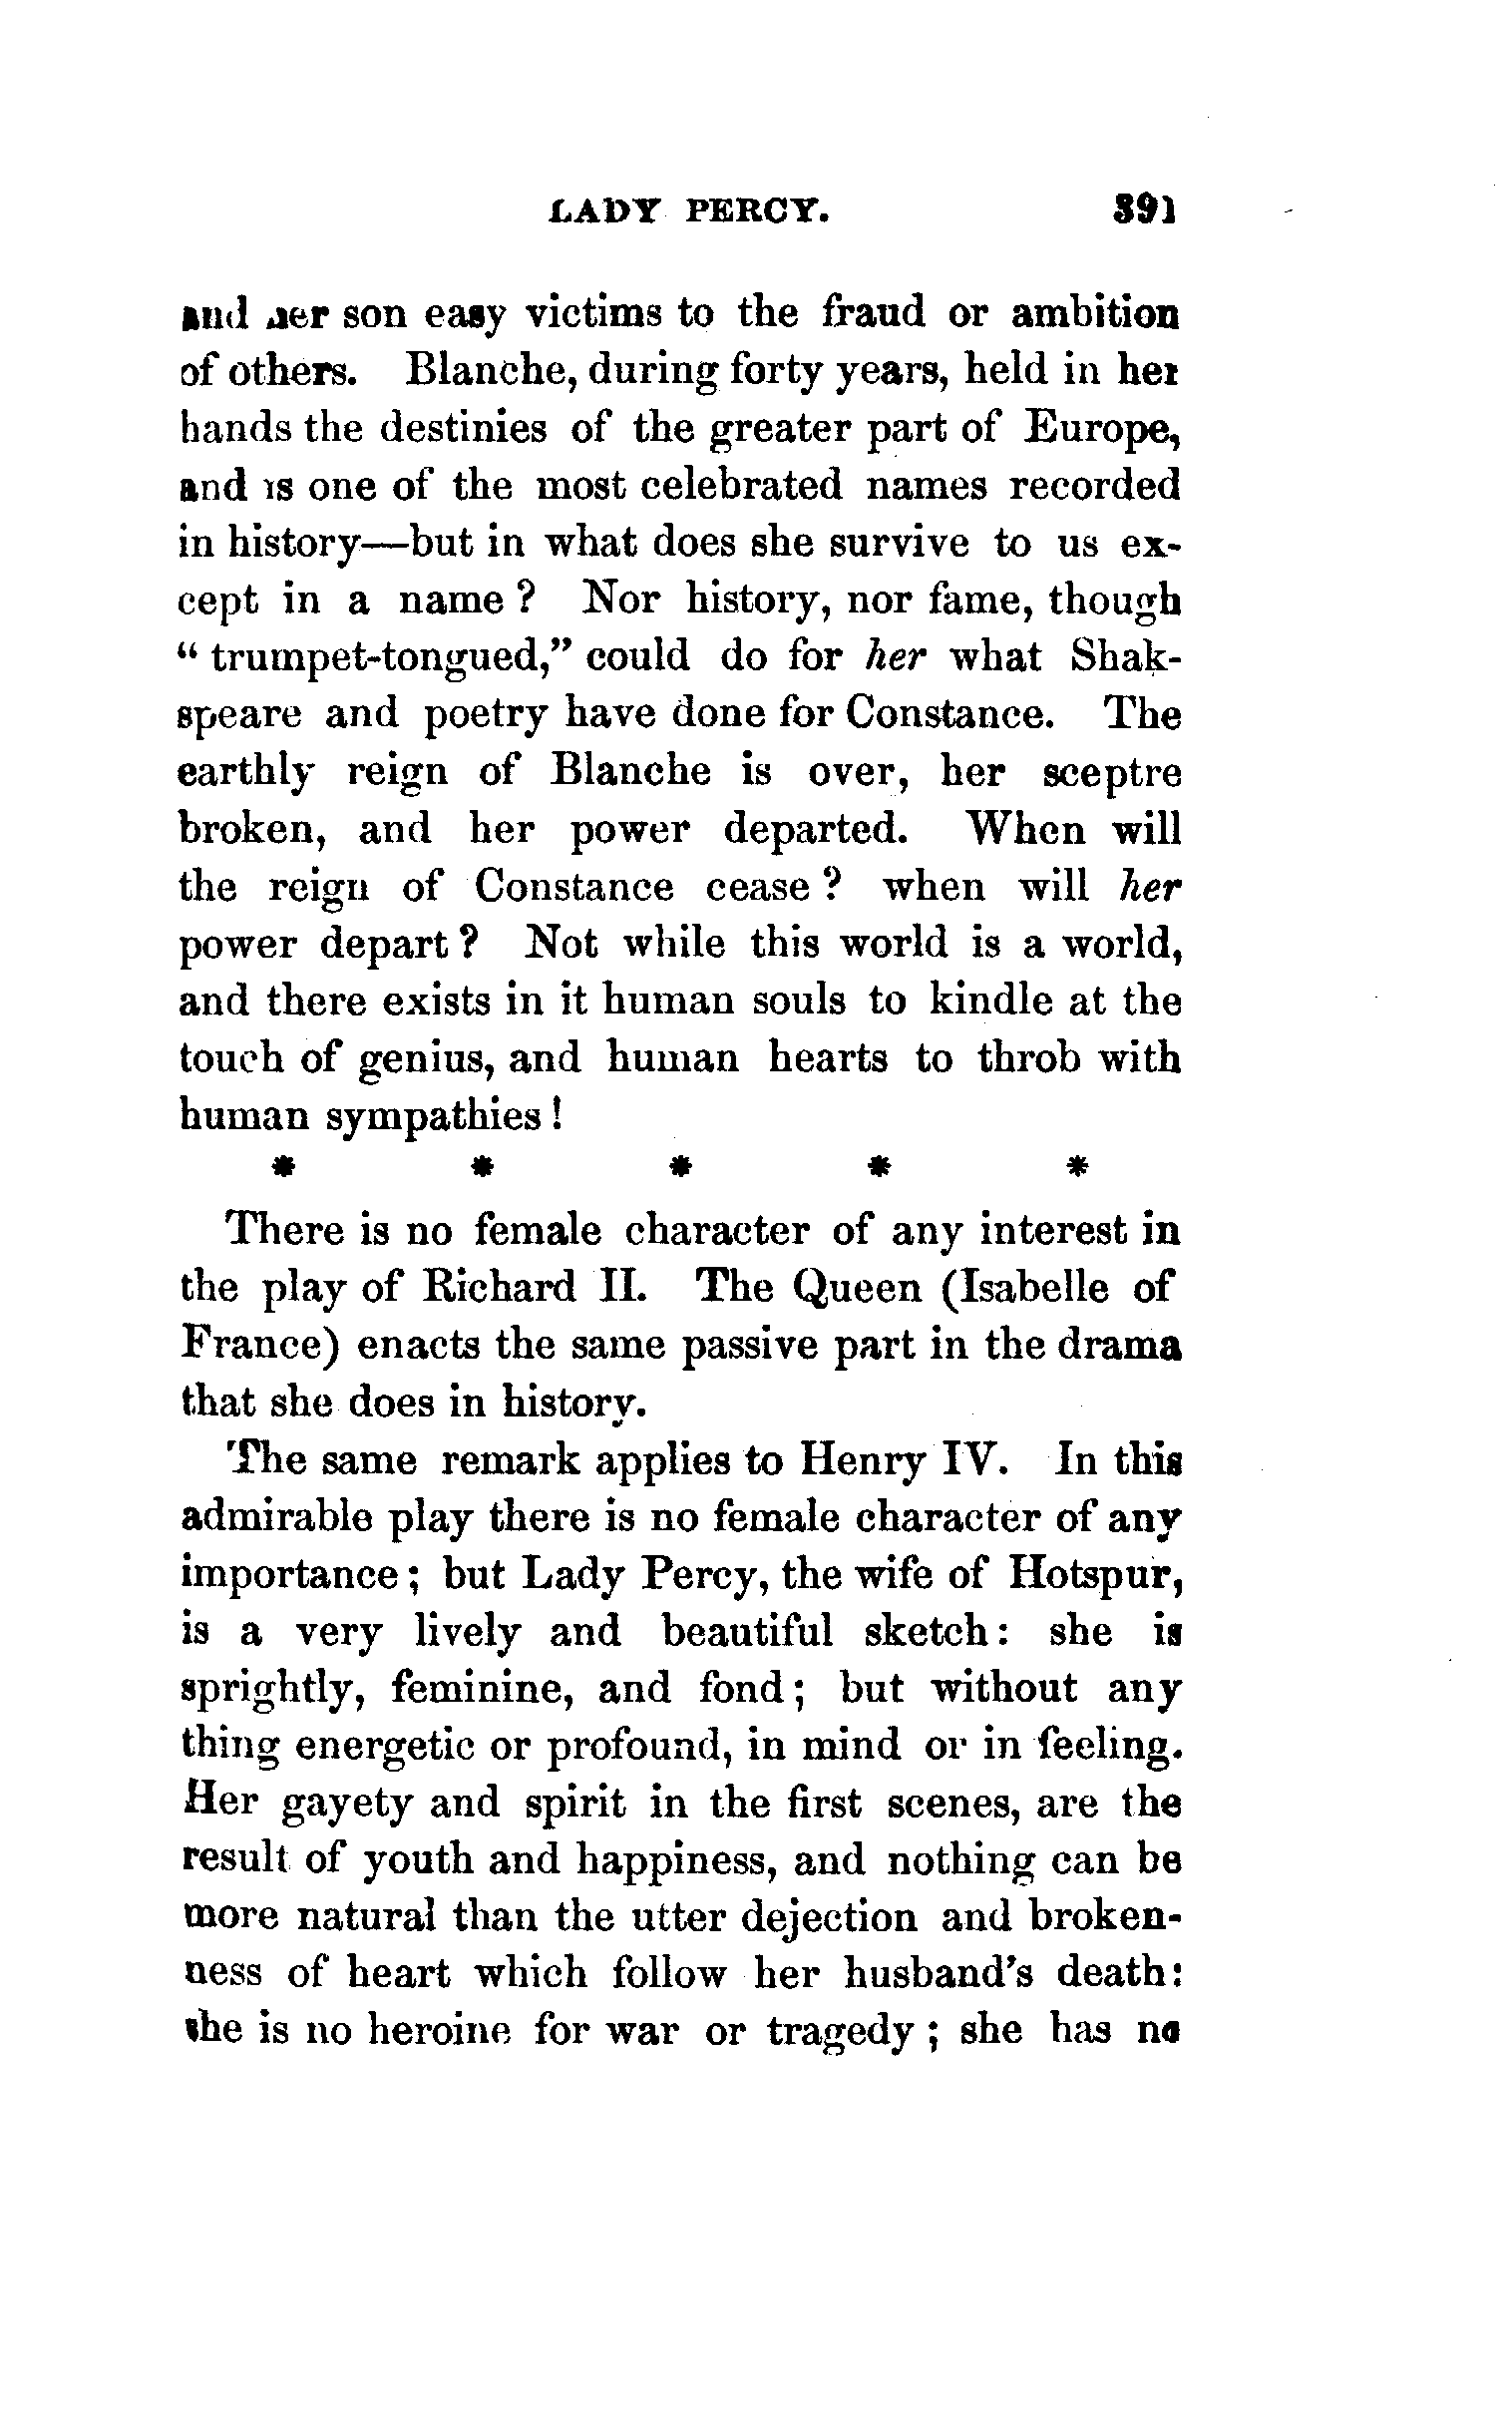 LADY PERCY. 391
and her son easy victims to the fraud or ambition
of others. Blanche, during forty years, held in her
hands the destinies of the greater part of Europe,
and is one of the most celebrated names recorded
in history—but in what does she survive to us ex-
cept in a name? Nor history, nor fame, though
"trumpet-tongued," could do for her what Shak-
speare and poetry have done for Constance. The
earthly reign of Blanche is over, her sceptre
broken, and her power departed. When will
the reign of Constance cease? when will her
power depart? Not while this world is a world,
and there exists in it human souls to kindle at the
touch of genius, and human hearts to throb with
human sympathies!
* * * * *
There is no female character of any interest in
the play of Richard II. The Queen (Isabelle of
France) enacts the same passive part in the drama
that she does in history.
The same remark applies to Henry IV. In this
admirable play there is no female character of any
importance; but Lady Percy, the wife of Hotspur,
is a very lively and beautiful sketch: she is
sprightly, feminine, and fond; but without any
thing energetic or profound, in mind or in feeling.
Her gayety and spirit in the first scenes, are the
result of youth and happiness, and nothing can be
more natural than the utter dejection and broken-
ness of heart which follow her husband's death:
she is no heroine for war or tragedy; she has no